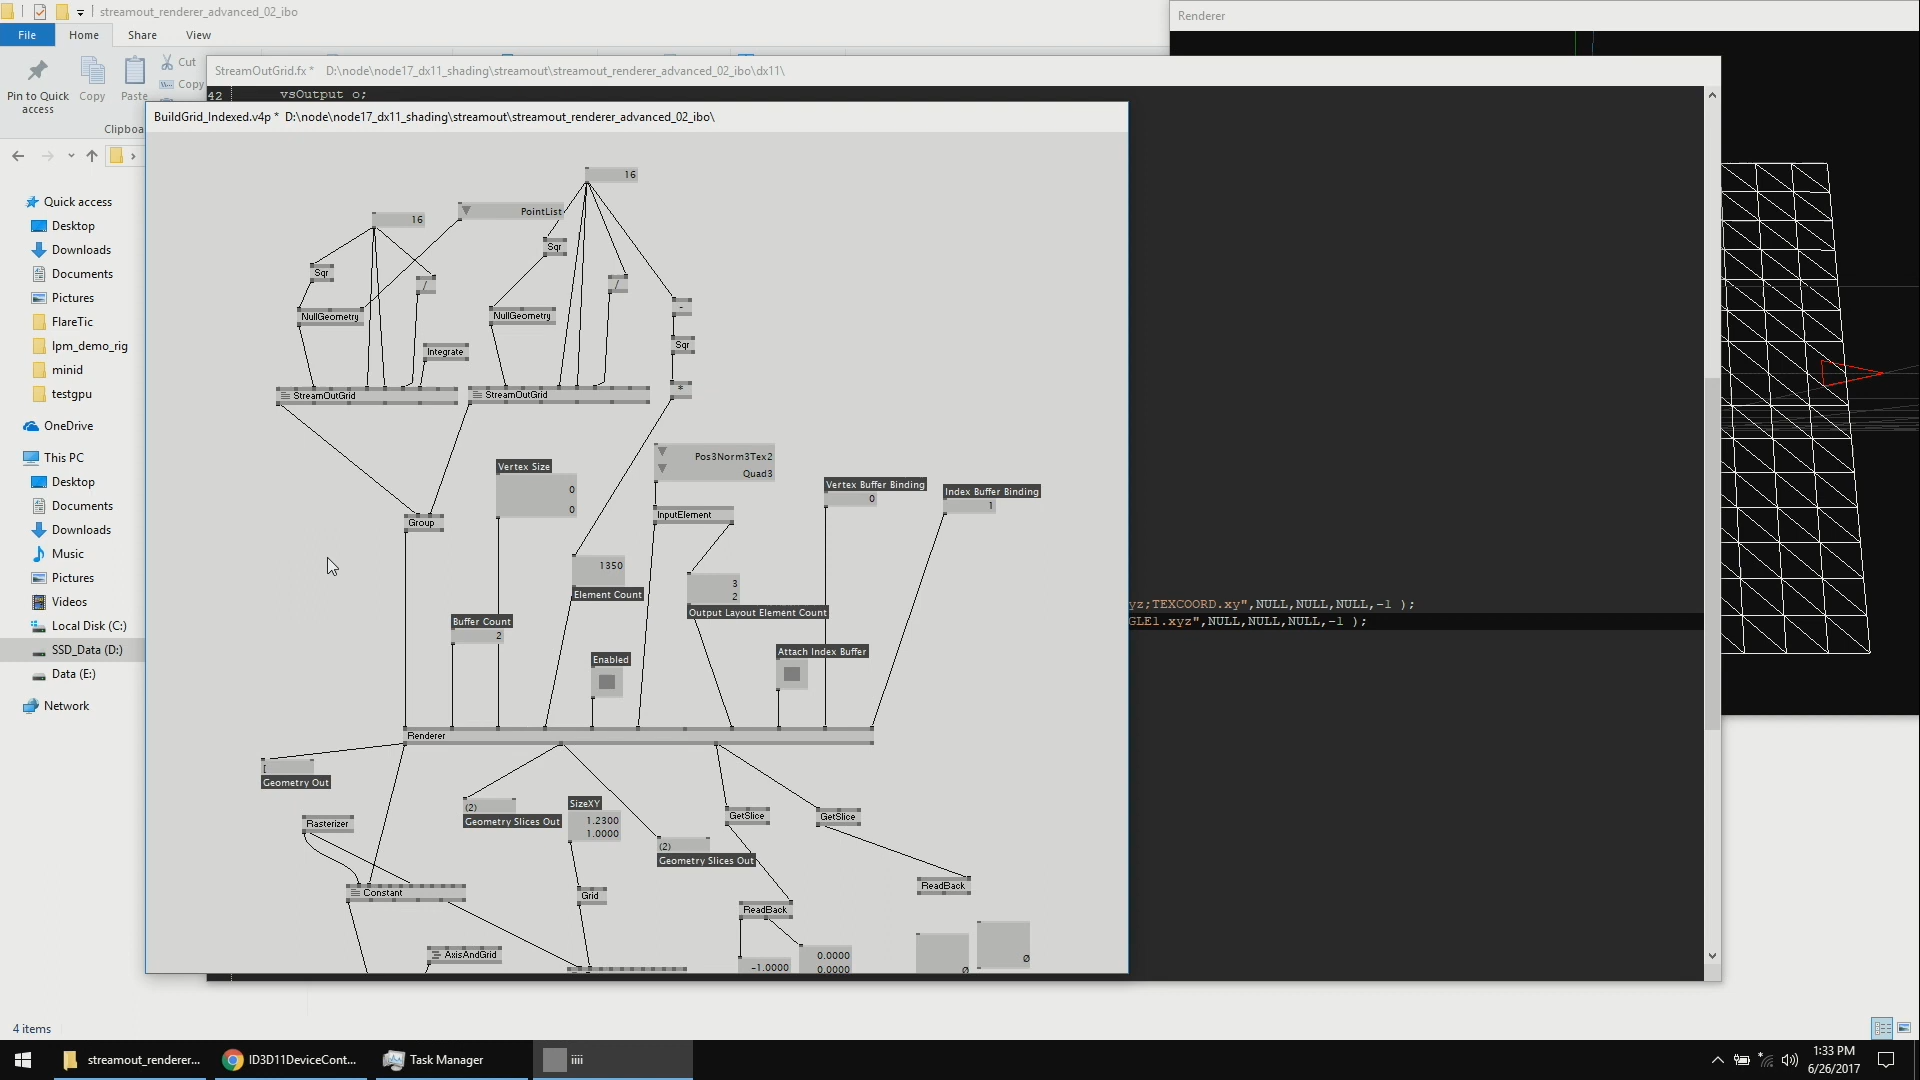 streamout_renderer_advanced_02_ibo
Renderer
File
Home
Share
View
Pin to Quick access
Copy
Paste
Cut
Copy
Clipboa
StreamOutGrid.fx * D:\node\node17_dx11_shading\streamout\streamout_renderer_advanced_02_ibo\dx11\
42
vsOutput o;
BuildGrid_Indexed.v4p * D:\node\node17_dx11_shading\streamout\streamout_renderer_advanced_02_ibo\
16
16
PointList
Sqr
Sqr
/
/
NullGeometry
NullGeometry
-
Sqr
Integrate
*
StreamOutGrid
StreamOutGrid
Vertex Size
0
0
Pos3Norm3Tex2
Quad3
Vertex Buffer Binding
0
Index Buffer Binding
1
Group
InputElement
1350
Element Count
3
2
Output Layout Element Count
Buffer Count
2
Enabled
Attach Index Buffer
Renderer
[
Geometry Out
Rasterizer
(2)
Geometry Slices Out
SizeXY
1.2300
1.0000
(2)
Geometry Slices Out
GetSlice
GetSlice
Constant
Grid
ReadBack
ReadBack
AxisAndGrid
-1.0000
0.0000
0.0000
Ø
Ø
yz;TEXCOORD.xy",NULL,NULL,NULL,-1 );
GLE1.xyz",NULL,NULL,NULL,-1 );
Quick access
Desktop
Downloads
Documents
Pictures
FlareTic
lpm_demo_rig
minid
testgpu
OneDrive
This PC
Desktop
Documents
Downloads
Music
Pictures
Videos
Local Disk (C:)
SSD_Data (D:)
Data (E:)
Network
4 items
streamout_renderer...
ID3D11DeviceCont...
Task Manager
iiii
1:33 PM
6/26/2017